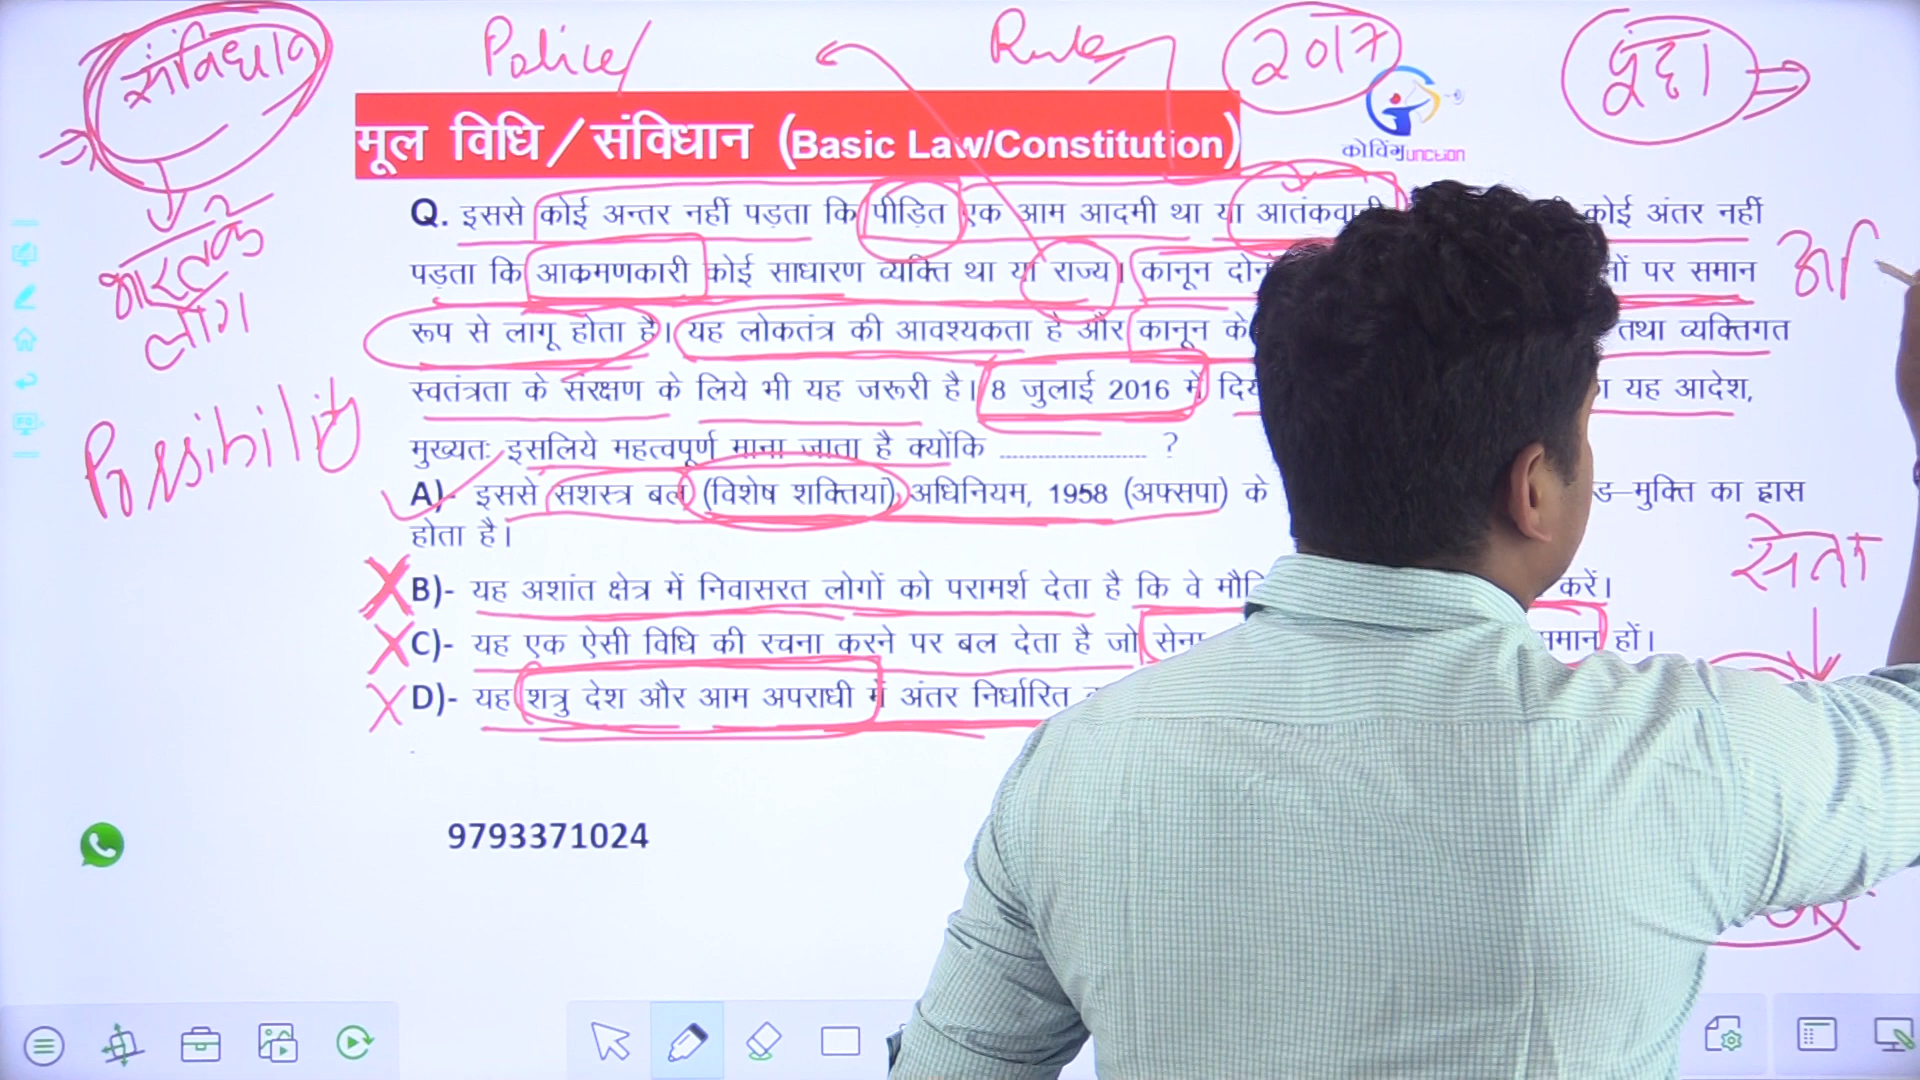 संविधान Police Rules 2017
मूल विधि/संविधान (Basic Law/Constitution)
कोचिंग Junction
भारत के
लोग
Possibility
Q. इससे कोई अन्तर नहीं पड़ता कि पीड़ित एक आम आदमी था या आतंकवादी कोई अंतर नहीं
पड़ता कि आकमणकारी कोई साधारण व्यक्ति था या राज्य। कानून दोनों पर समान
रूप से लागू होता है। यह लोकतंत्र की आवश्यकता है और कानून के तथा व्यक्तिगत
स्वतंत्रता के संरक्षण के लिये भी यह जरूरी है। 8 जुलाई 2016 में यह आदेश,
मुख्यतः इसलिये महत्वपूर्ण माना जाता है क्योंकि ........................ ?
A)- इससे सशस्त्र बल (विशेष शक्तियां) अधिनियम, 1958 (अफ्सपा) के मुक्ति का ह्रास
होता है।
B)- यह अशांत क्षेत्र में निवासरत लोगों को परामर्श देता है कि वे करें।
C)- यह एक ऐसी विधि की रचना करने पर बल देता है जो समान हों।
D)- यह शत्रु देश और आम अपराधी में अंतर निर्धारित
सेना
9793371024